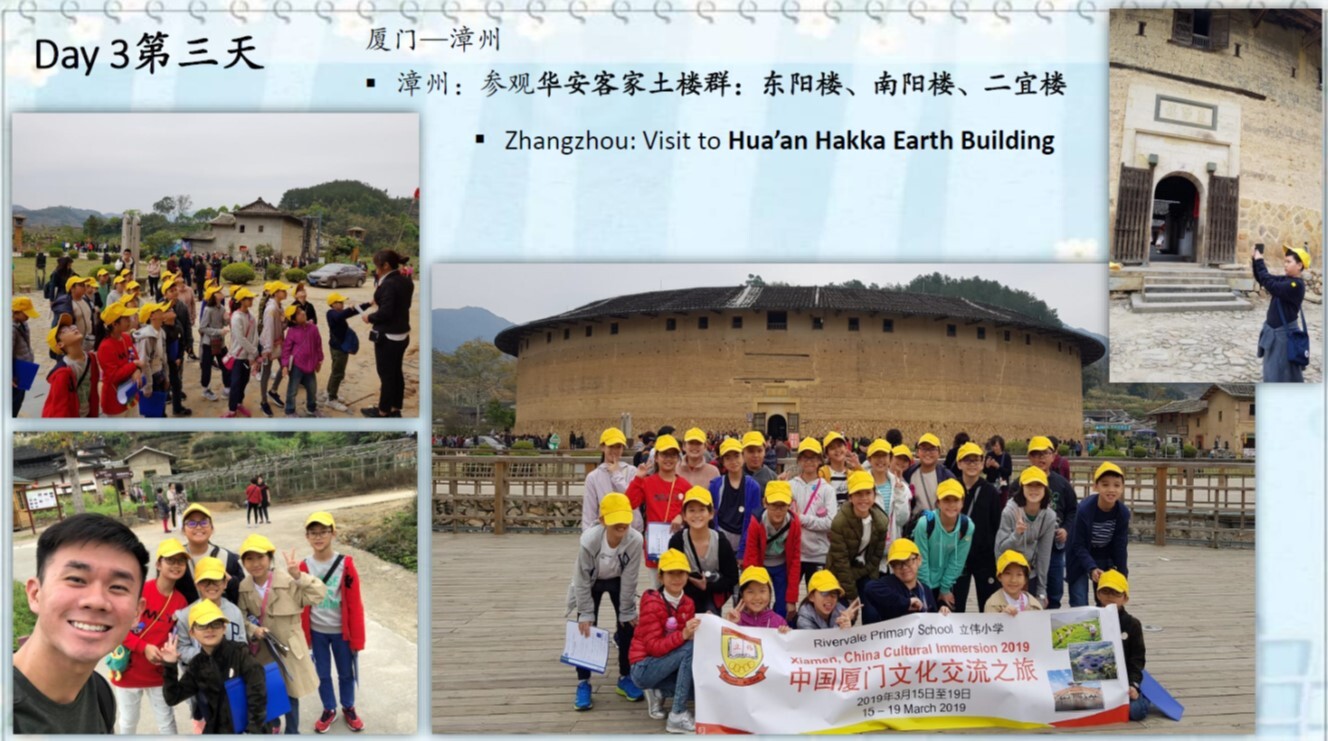 Day 3第三天
厦门—漳州
▪ 漳州：参观华安客家土楼群：东阳楼、南阳楼、二宜楼
▪ Zhangzhou: Visit to Hua'an Hakka Earth Building
Rivervale Primary School 立伟小学
Xiamen, China Cultural Immersion 2019
中国厦门文化交流之旅
2019年3月15日至19日
15 – 19 March 2019